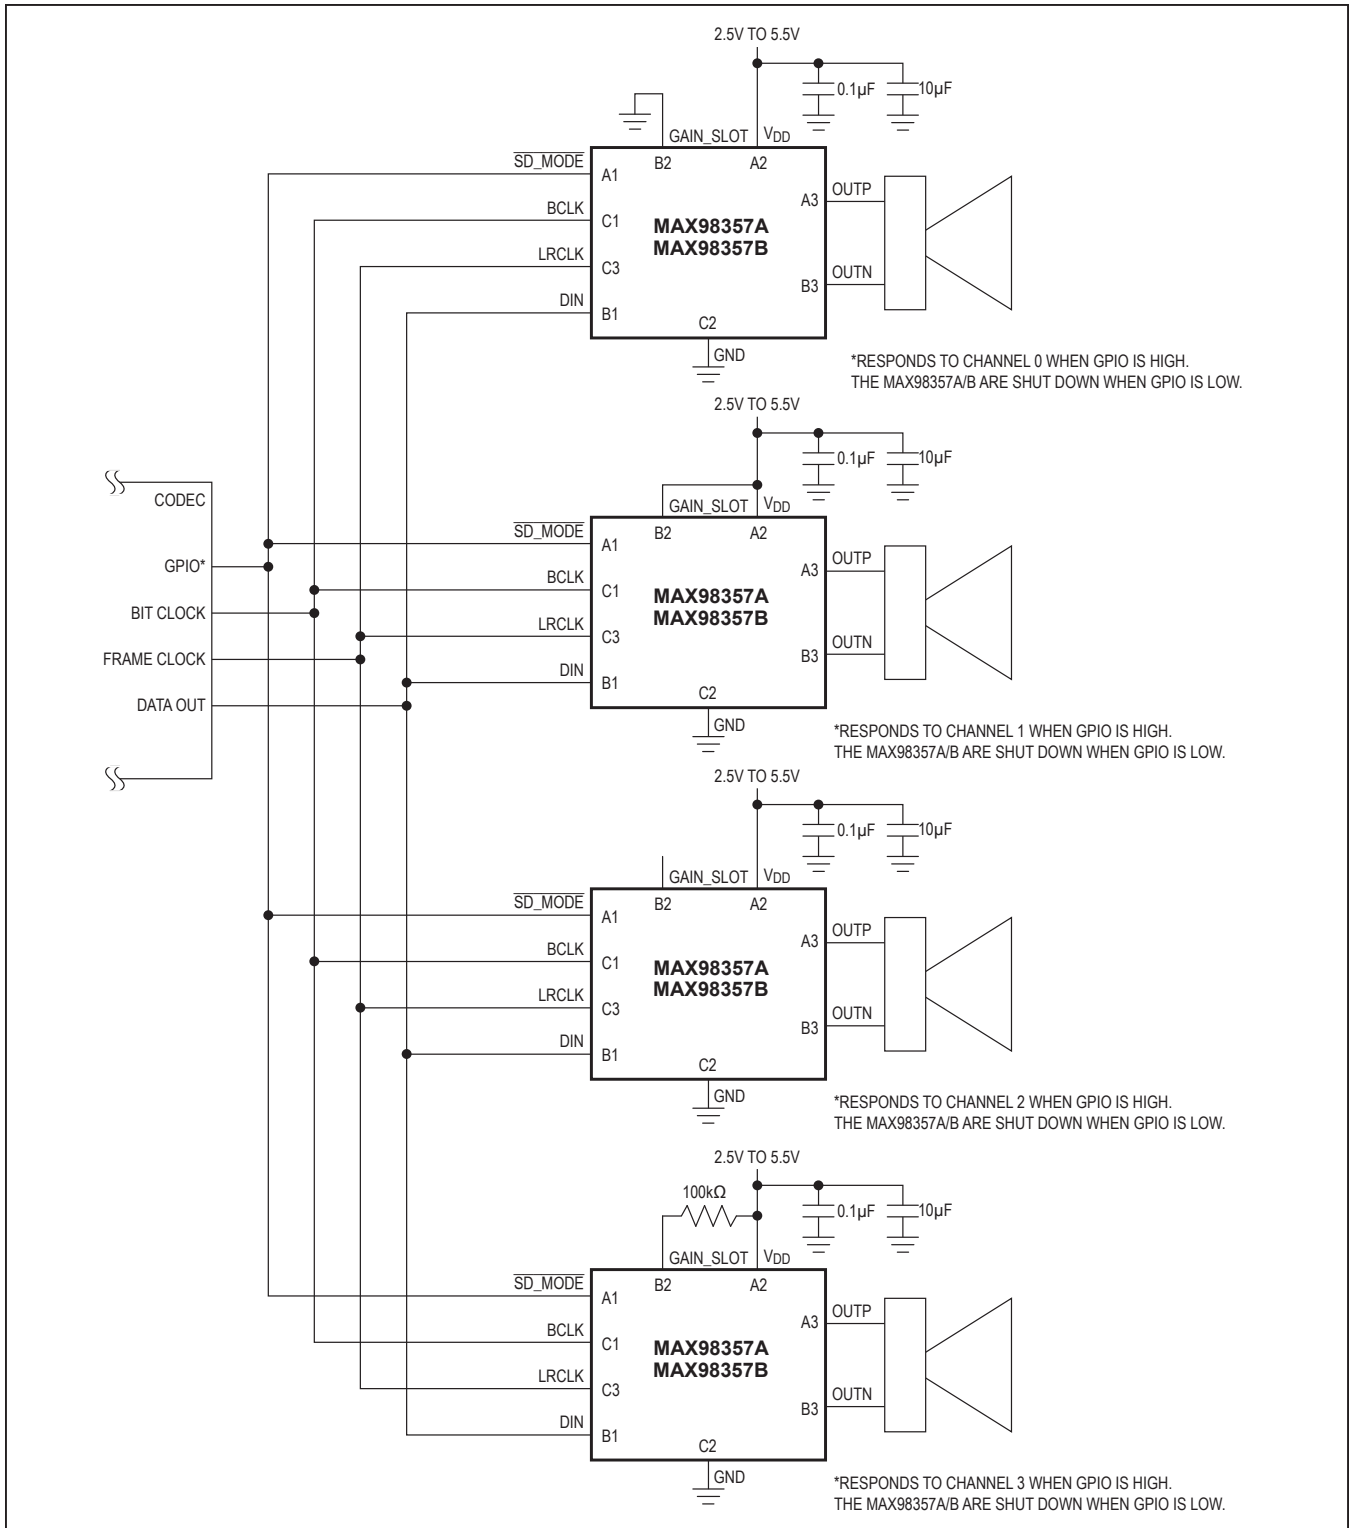 2.5V TO 5.5V
0.1µF
10µF
GAIN_SLOT
VDD
SD_MODE
B2
A2
A1
BCLK
C1
LRCLK
C3
DIN
B1
MAX98357A
MAX98357B
A3
OUTP
B3
OUTN
C2
GND
*RESPONDS TO CHANNEL 0 WHEN GPIO IS HIGH.
THE MAX98357A/B ARE SHUT DOWN WHEN GPIO IS LOW.
CODEC
GPIO*
BIT CLOCK
FRAME CLOCK
DATA OUT
2.5V TO 5.5V
0.1µF
10µF
GAIN_SLOT
VDD
SD_MODE
B2
A2
A1
BCLK
C1
LRCLK
C3
DIN
B1
MAX98357A
MAX98357B
A3
OUTP
B3
OUTN
C2
GND
*RESPONDS TO CHANNEL 1 WHEN GPIO IS HIGH.
THE MAX98357A/B ARE SHUT DOWN WHEN GPIO IS LOW.
2.5V TO 5.5V
0.1µF
10µF
GAIN_SLOT
VDD
SD_MODE
B2
A2
A1
BCLK
C1
LRCLK
C3
DIN
B1
MAX98357A
MAX98357B
A3
OUTP
B3
OUTN
C2
GND
*RESPONDS TO CHANNEL 2 WHEN GPIO IS HIGH.
THE MAX98357A/B ARE SHUT DOWN WHEN GPIO IS LOW.
2.5V TO 5.5V
100kΩ
0.1µF
10µF
GAIN_SLOT
VDD
SD_MODE
B2
A2
A1
BCLK
C1
LRCLK
C3
DIN
B1
MAX98357A
MAX98357B
A3
OUTP
B3
OUTN
C2
GND
*RESPONDS TO CHANNEL 3 WHEN GPIO IS HIGH.
THE MAX98357A/B ARE SHUT DOWN WHEN GPIO IS LOW.